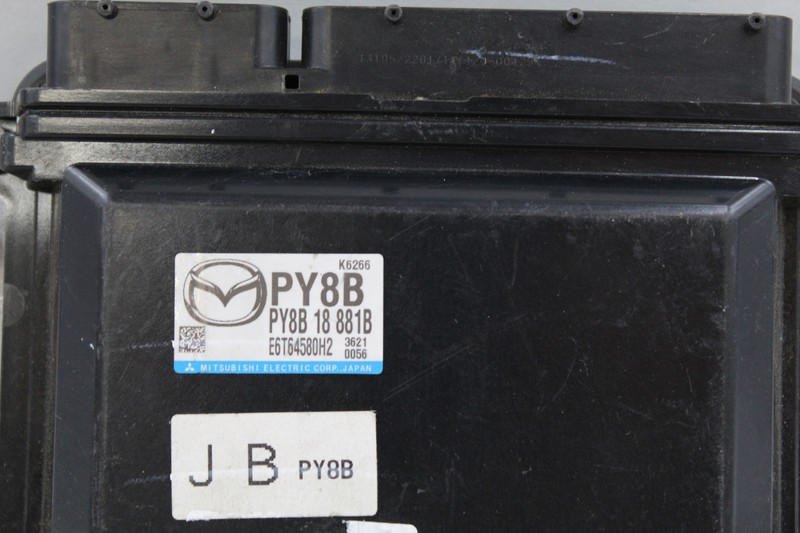 K6266
PY8B
PY8B 18 881B
E6T64580H2 3621
0056
MITSUBISHI ELECTRIC CORP.,JAPAN
J B PY8B